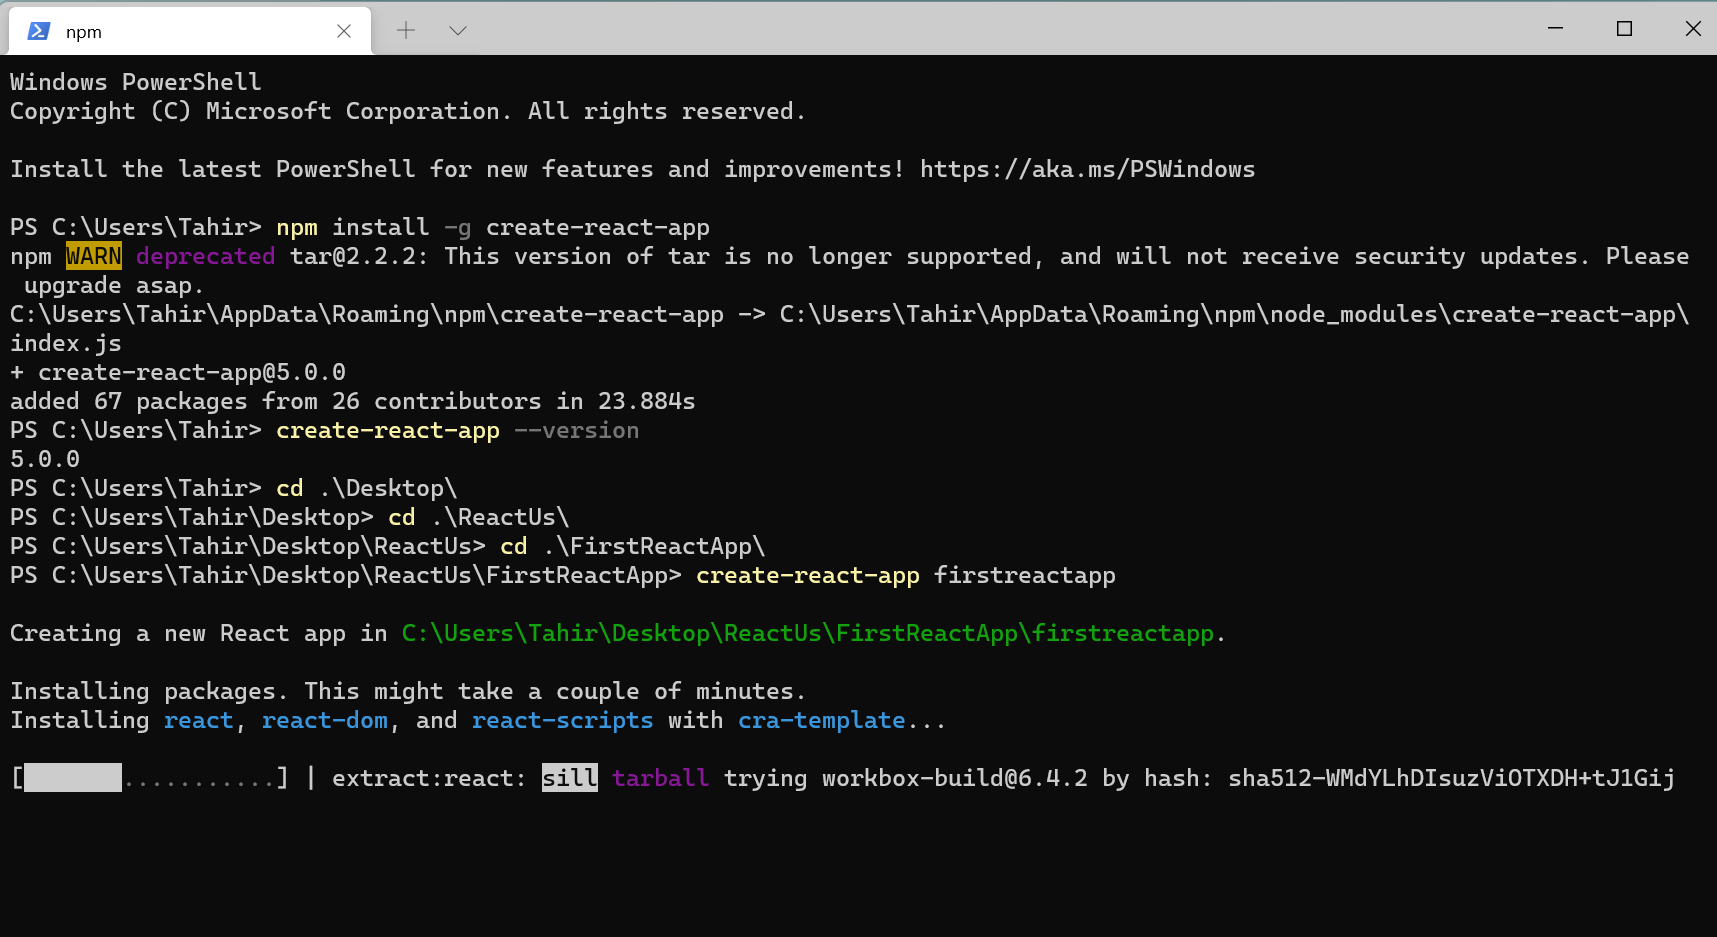 npm
Windows PowerShell
Copyright (C) Microsoft Corporation. All rights reserved.
Install the latest PowerShell for new features and improvements! https://aka.ms/PSWindows
PS C:\Users\Tahir> npm install -g create-react-app
npm WARN deprecated tar@2.2.2: This version of tar is no longer supported, and will not receive security updates. Please
upgrade asap.
C:\Users\Tahir\AppData\Roaming\npm\create-react-app -> C:\Users\Tahir\AppData\Roaming\npm\node_modules\create-react-app\
index.js
+ create-react-app@5.0.0
added 67 packages from 26 contributors in 23.884s
PS C:\Users\Tahir> create-react-app --version
5.0.0
PS C:\Users\Tahir> cd .\Desktop\
PS C:\Users\Tahir\Desktop> cd .\ReactUs\
PS C:\Users\Tahir\Desktop\ReactUs> cd .\FirstReactApp\
PS C:\Users\Tahir\Desktop\ReactUs\FirstReactApp> create-react-app firstreactapp
Creating a new React app in C:\Users\Tahir\Desktop\ReactUs\FirstReactApp\firstreactapp.
Installing packages. This might take a couple of minutes.
Installing react, react-dom, and react-scripts with cra-template...
[       ...........] | extract:react: sill tarball trying workbox-build@6.4.2 by hash: sha512-WMdYLhDIsuzViOTXDH+tJ1Gij